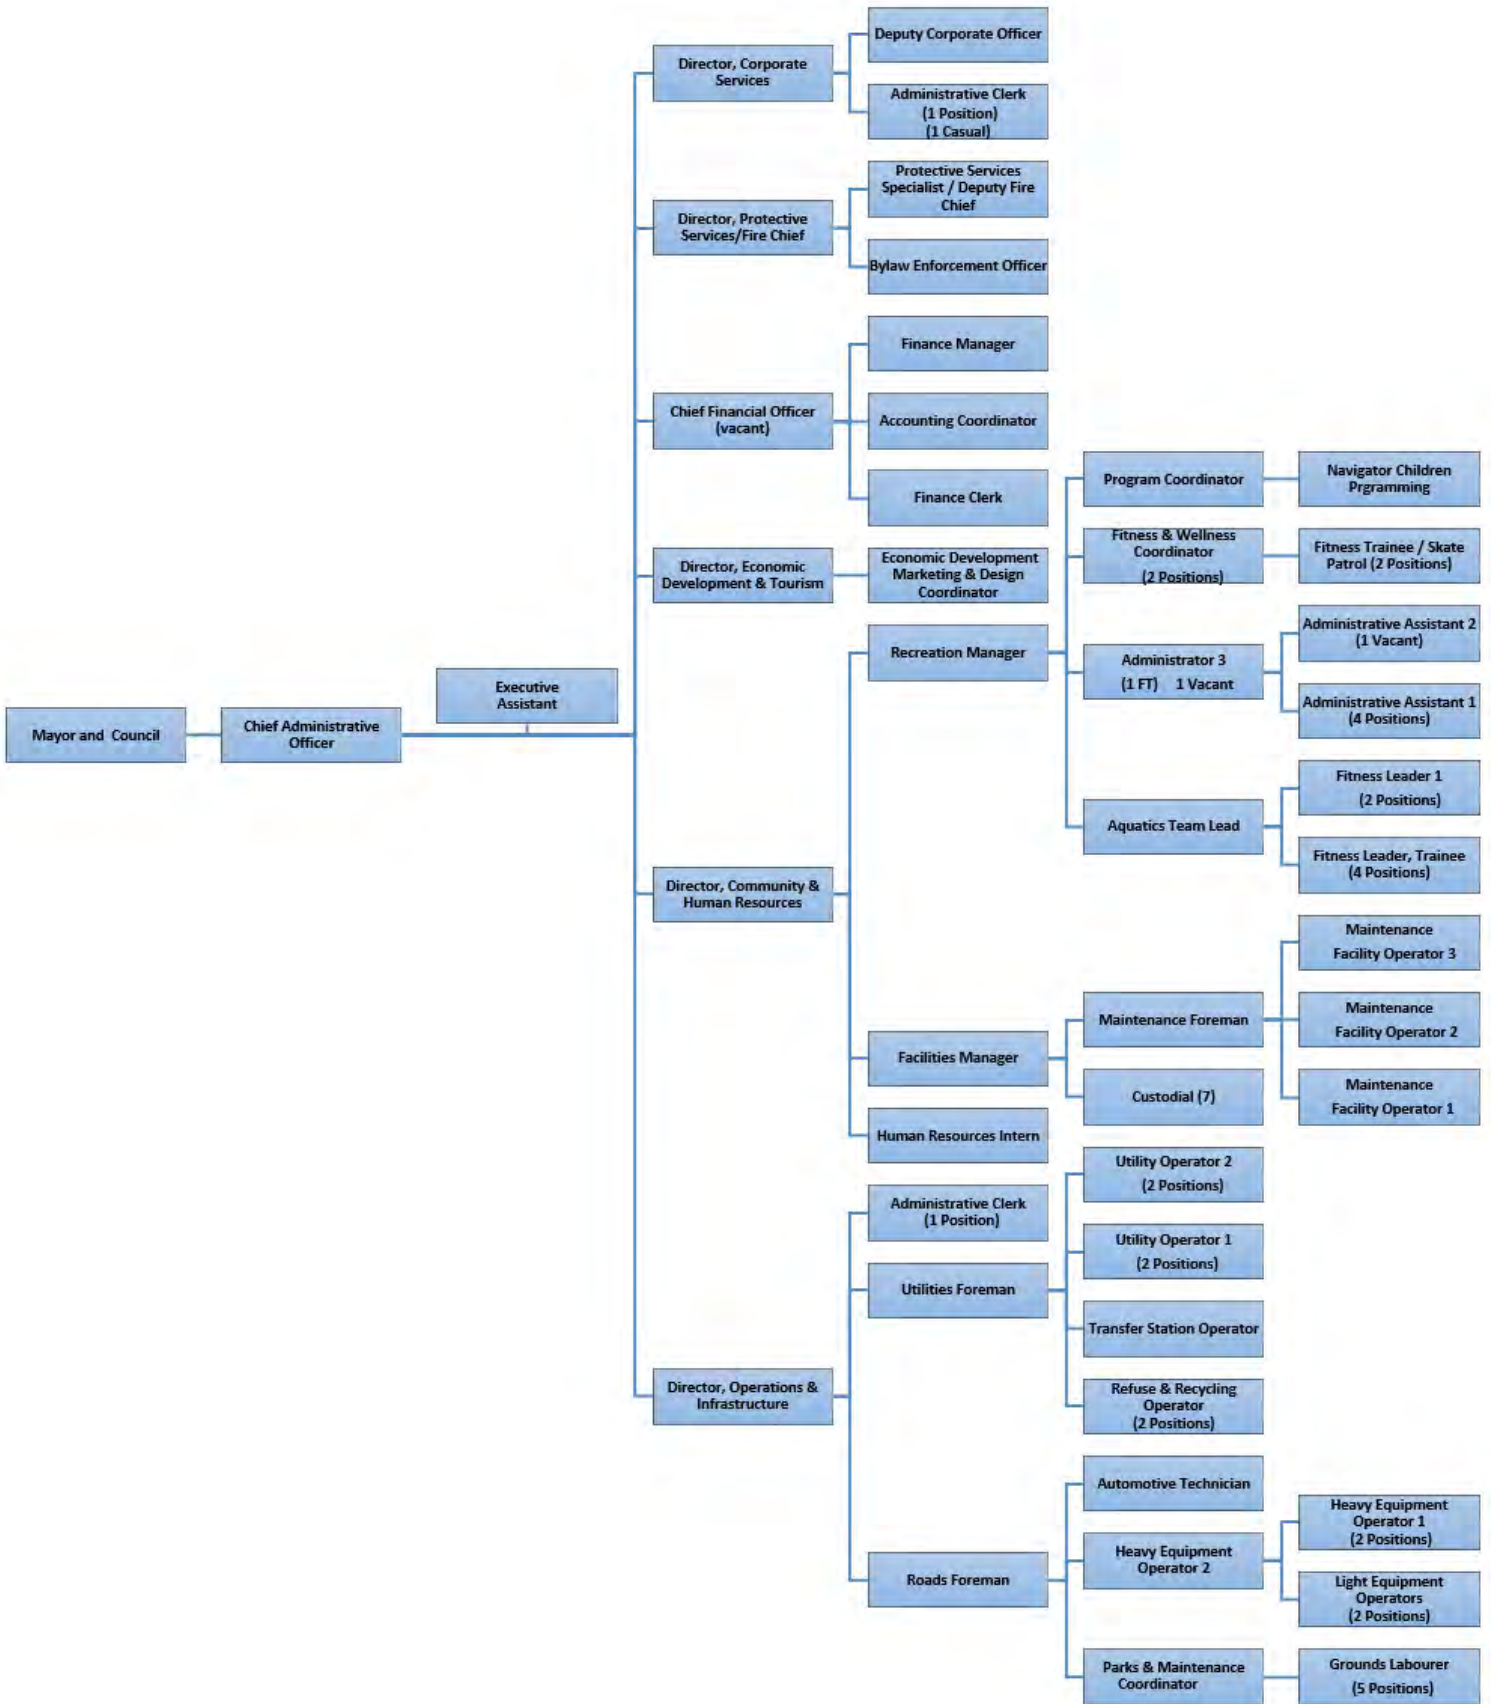 Mayor and Council
Chief Administrative
Officer
Executive
Assistant
Director, Corporate
Services
Deputy Corporate Officer
Administrative Clerk
(1 Position)
(1 Casual)
Director, Protective
Services/Fire Chief
Protective Services
Specialist / Deputy Fire
Chief
Bylaw Enforcement Officer
Chief Financial Officer
(vacant)
Finance Manager
Accounting Coordinator
Finance Clerk
Director, Economic
Development & Tourism
Economic Development
Marketing & Design
Coordinator
Director, Community &
Human Resources
Recreation Manager
Program Coordinator
Navigator Children
Prgramming
Fitness & Wellness
Coordinator
(2 Positions)
Fitness Trainee / Skate
Patrol (2 Positions)
Administrator 3
(1 FT) 1 Vacant
Administrative Assistant 2
(1 Vacant)
Administrative Assistant 1
(4 Positions)
Aquatics Team Lead
Fitness Leader 1
(2 Positions)
Fitness Leader, Trainee
(4 Positions)
Facilities Manager
Maintenance Foreman
Maintenance
Facility Operator 3
Maintenance
Facility Operator 2
Maintenance
Facility Operator 1
Custodial (7)
Human Resources Intern
Director, Operations &
Infrastructure
Administrative Clerk
(1 Position)
Utilities Foreman
Utility Operator 2
(2 Positions)
Utility Operator 1
(2 Positions)
Transfer Station Operator
Refuse & Recycling
Operator
(2 Positions)
Roads Foreman
Automotive Technician
Heavy Equipment
Operator 2
Heavy Equipment
Operator 1
(2 Positions)
Light Equipment
Operators
(2 Positions)
Parks & Maintenance
Coordinator
Grounds Labourer
(5 Positions)